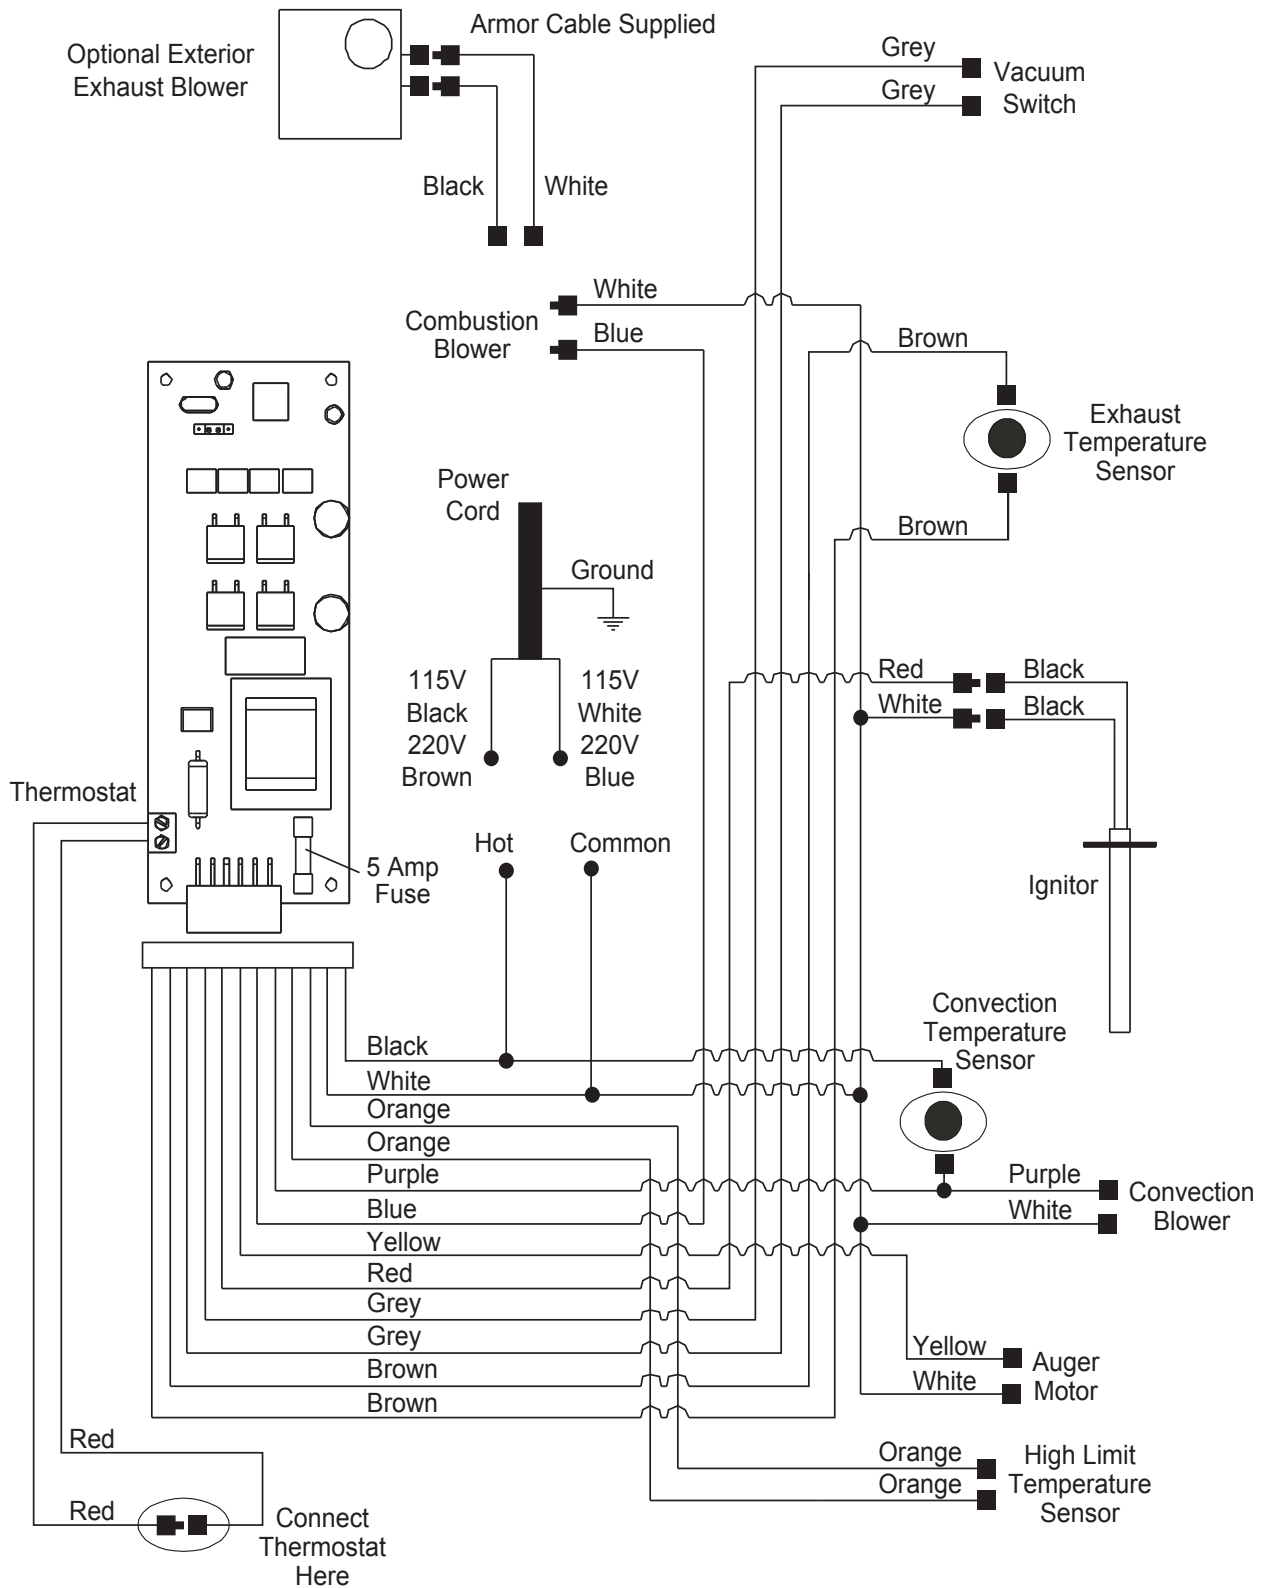 Armor Cable Supplied
Optional Exterior
Exhaust Blower
Black
White
Grey
Grey
Vacuum
Switch
White
Combustion
Blower
Blue
Brown
Exhaust
Temperature
Sensor
Brown
Power
Cord
Ground
115V
Black
220V
Brown
115V
White
220V
Blue
Red
Black
White
Black
Ignitor
Thermostat
5 Amp
Fuse
Hot
Common
Convection
Temperature
Sensor
Black
White
Orange
Orange
Purple
Blue
Yellow
Red
Grey
Grey
Brown
Brown
Purple
White
Convection
Blower
Yellow
White
Auger
Motor
Orange
Orange
High Limit
Temperature
Sensor
Red
Red
Connect
Thermostat
Here